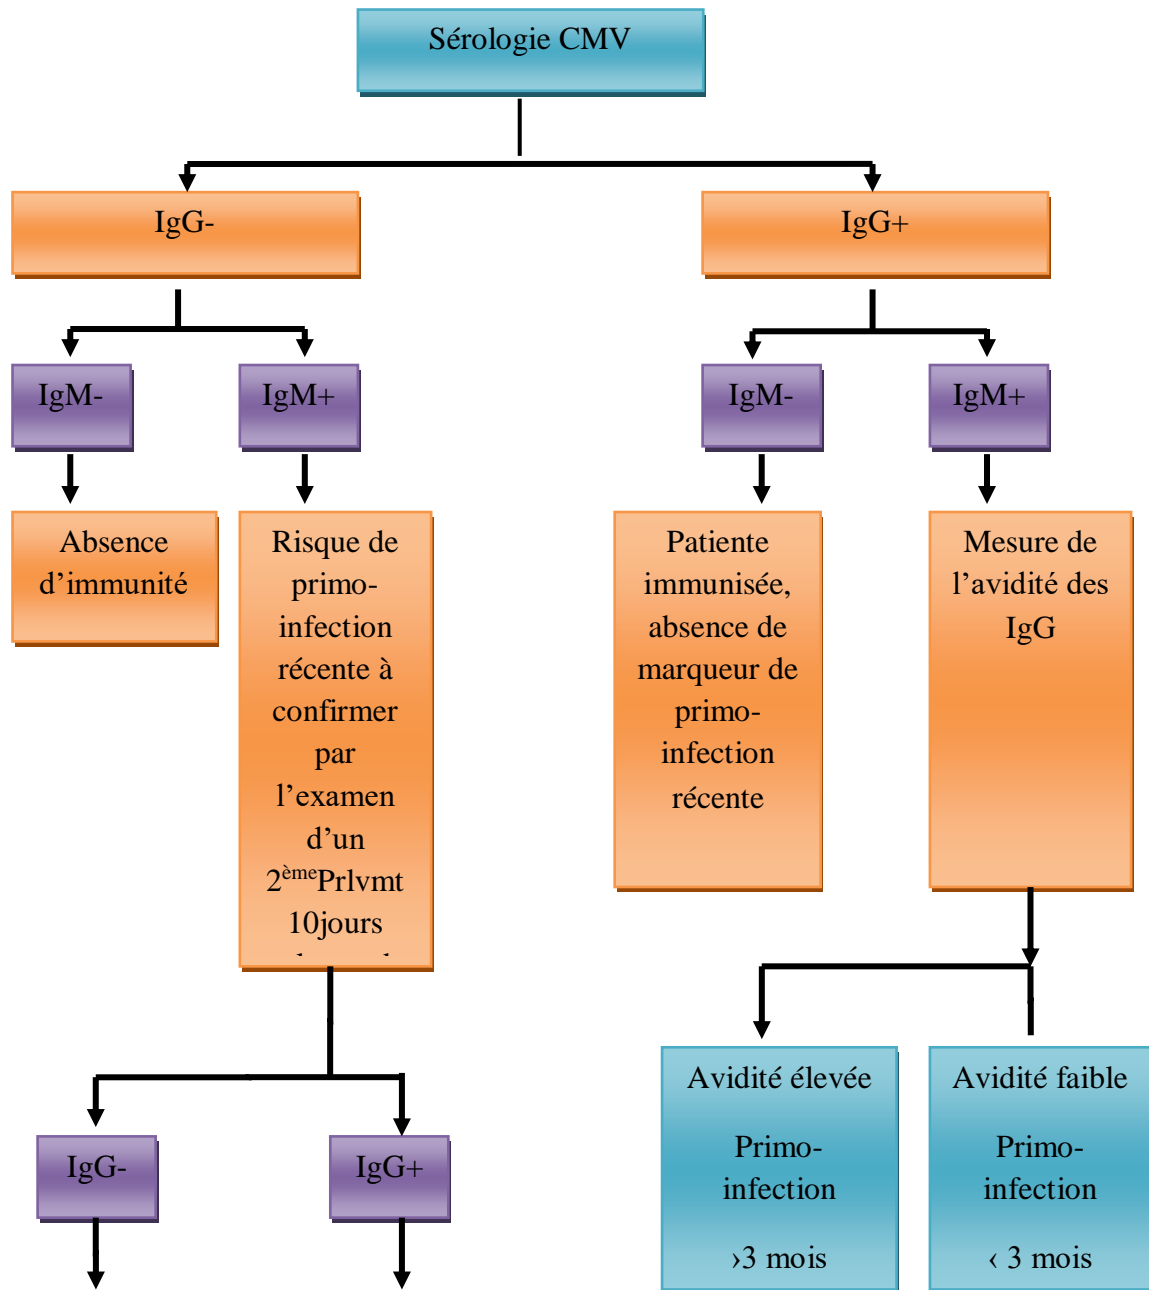 Sérologie CMV
IgG-
IgG+
IgM-
IgM+
IgM-
IgM+
Absence
d’immunité
Risque de
primo-
infection
récente à
confirmer
par
l’examen
d’un
2èmePrlvmt
10jours
Patiente
immunisée,
absence de
marqueur de
primo-
infection
récente
Mesure de
l’avidité des
IgG
IgG-
IgG+
Avidité élevée
Primo-
infection
›3 mois
Avidité faible
Primo-
infection
‹ 3 mois